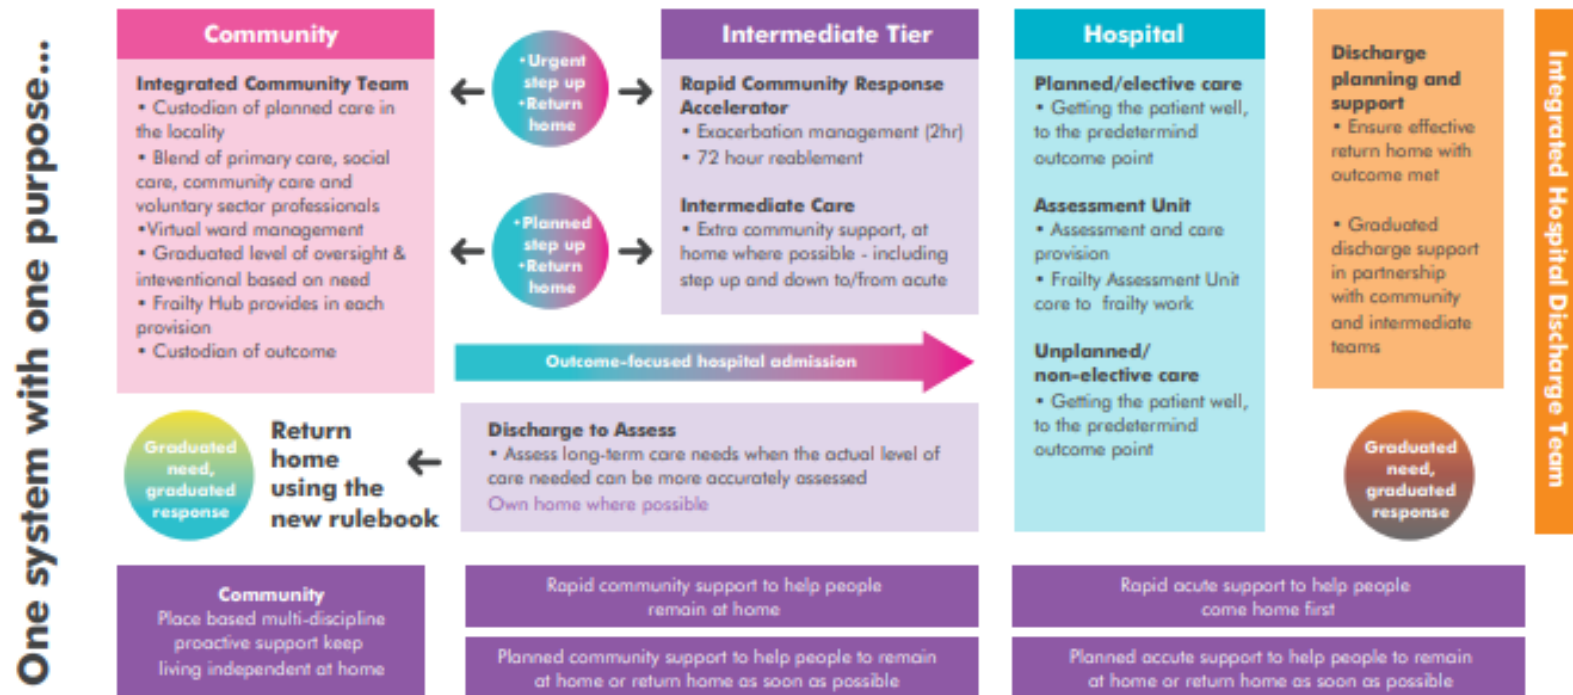 One system with one purpose...
Community
Integrated Community Team
• Custodian of planned care in
the locality
• Blend of primary care, social
care, community care and
voluntary sector professionals
•Virtual ward management
• Graduated level of oversight &
inteventional based on need
• Frailty Hub provides in each
provision
• Custodian of outcome
•Urgent
step up
•Return
home
•Planned
step up
•Return
home
Intermediate Tier
Rapid Community Response
Accelerator
• Exacerbation management (2hr)
• 72 hour reablement
Intermediate Care
• Extra community support, at
home where possible - including
step up and down to/from acute
Outcome-focused hospital admission
Hospital
Planned/elective care
• Getting the patient well,
to the predetermind
outcome point
Assessment Unit
• Assessment and care
provision
• Frailty Assessment Unit
core to frailty work
Unplanned/
non-elective care
• Getting the patient well,
to the predetermind
outcome point
Discharge
planning and
support
• Ensure effective
return home with
outcome met
• Graduated
discharge support
in partnership
with community
and intermediate
teams
Integrated Hospital Discharge Team
Graduated
need,
graduated
response
Return
home
using the
new rulebook
Discharge to Assess
• Assess long-term care needs when the actual level of
care needed can be more accurately assessed
Own home where possible
Graduated
need,
graduated
response
Community
Place based multi-discipline
proactive support keep
living independent at home
Rapid community support to help people
remain at home
Planned community support to help people to remain
at home or return home as soon as possible
Rapid acute support to help people
come home first
Planned accute support to help people to remain
at home or return home as soon as possible